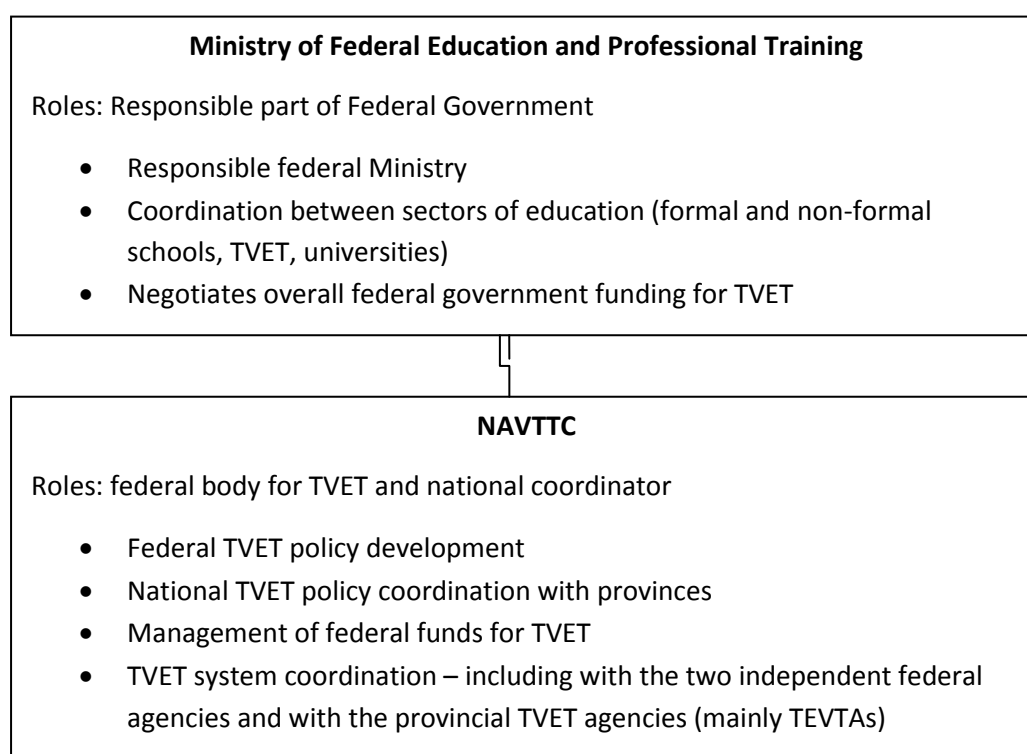 Ministry of Federal Education and Professional Training
Roles: Responsible part of Federal Government
• Responsible federal Ministry
• Coordination between sectors of education (formal and non-formal
schools, TVET, universities)
• Negotiates overall federal government funding for TVET
NAVTTC
Roles: federal body for TVET and national coordinator
• Federal TVET policy development
• National TVET policy coordination with provinces
• Management of federal funds for TVET
• TVET system coordination – including with the two independent federal
agencies and with the provincial TVET agencies (mainly TEVTAs)